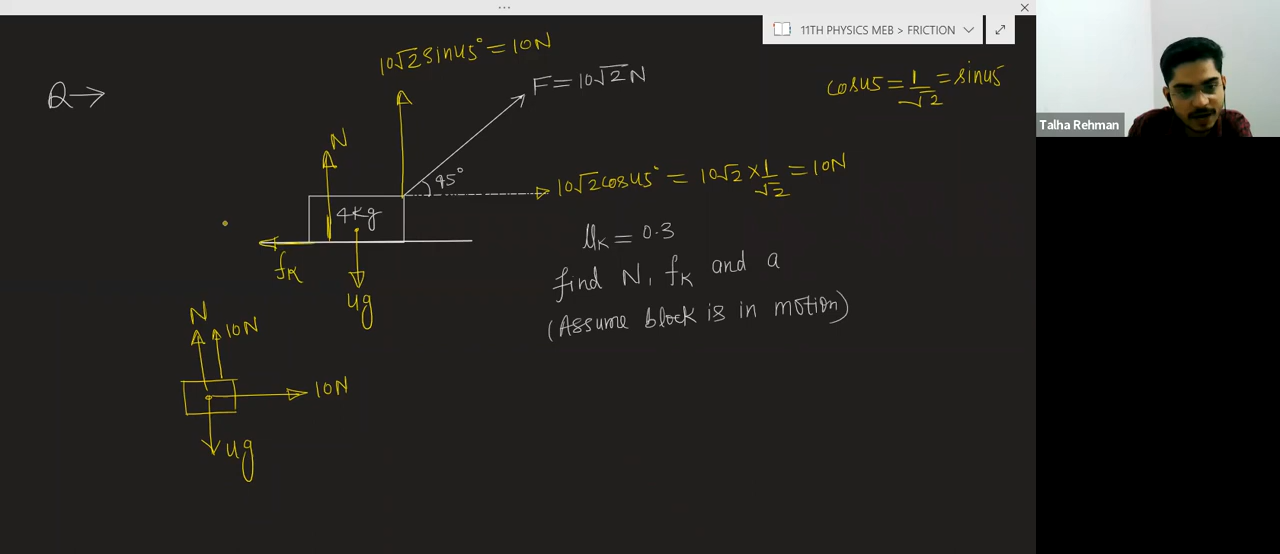 11TH PHYSICS MEB > FRICTION
10√2 sin45° = 10N
Q →
F = 10√2 N
cos45 = 1/√2 = sin45
Talha Rehman
N
45°
10√2 cos45° = 10√2 × 1/√2 = 10N
4kg
μK = 0.3
fK
find N, fK and a
4g
(Assume block is in motion)
N
10N
10N
4g